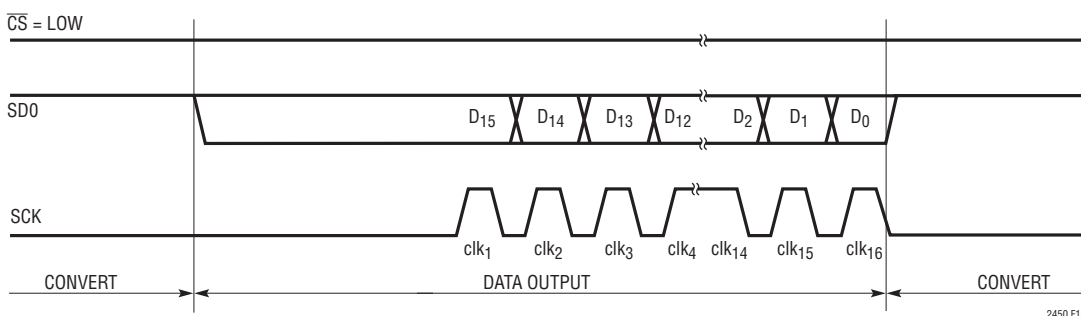 CS = LOW
SD0
D15 D14 D13 D12 D2 D1 D0
SCK
clk1 clk2 clk3 clk4 clk14 clk15 clk16
CONVERT DATA OUTPUT CONVERT
2450 F1